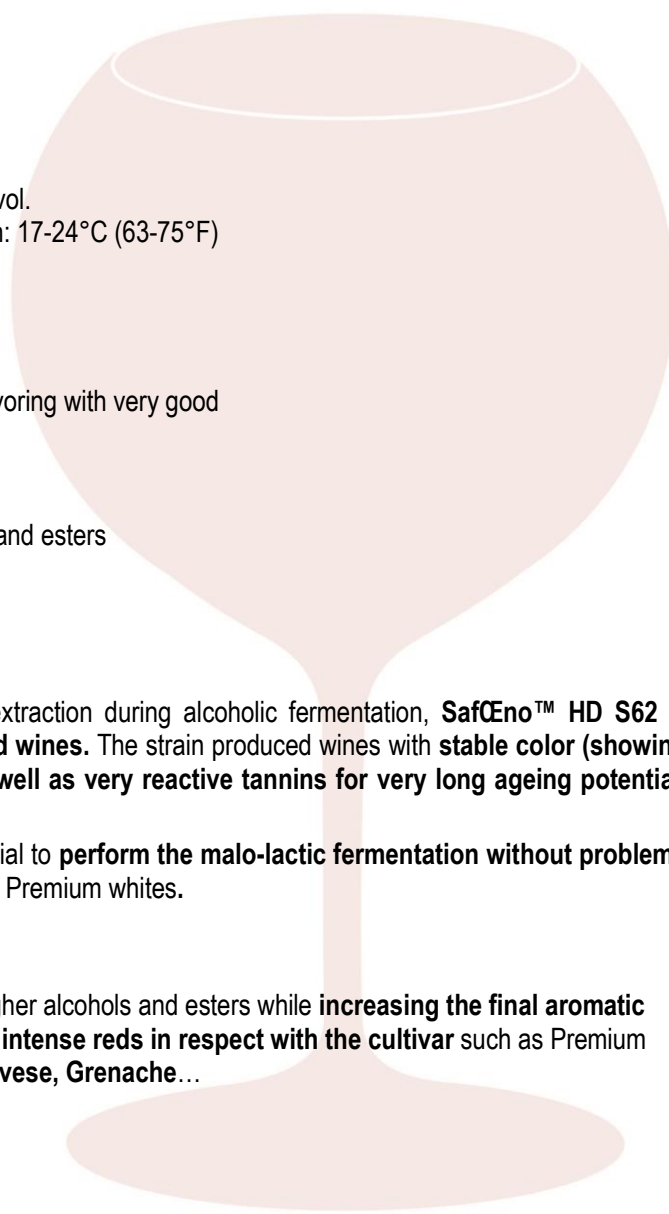 vol.
: 17-24°C (63-75°F)
voring with very good
and esters
extraction during alcoholic fermentation, SafŒno™ HD S62
d wines. The strain produced wines with stable color (showin
well as very reactive tannins for very long ageing potentia
ial to perform the malo-lactic fermentation without problem
Premium whites.
gher alcohols and esters while increasing the final aromatic
intense reds in respect with the cultivar such as Premium
vese, Grenache…